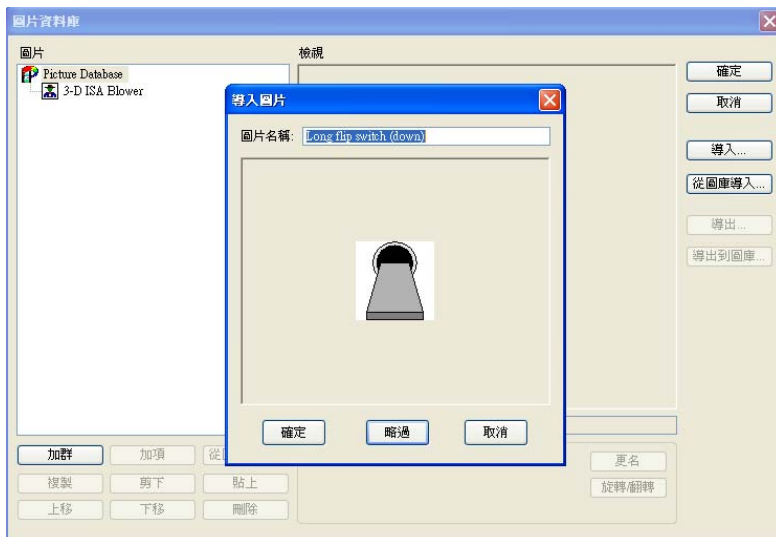 圖片資料庫
圖片
Picture Database
3-D ISA Blower
檢視
確定
取消
導入...
從圖庫導入...
導出...
導出到圖庫...
導入圖片
圖片名稱: Long flip switch (down)
確定 略過 取消
加群 加項 從
複製 剪下 貼上
上移 下移 刪除
更名
旋轉/翻轉